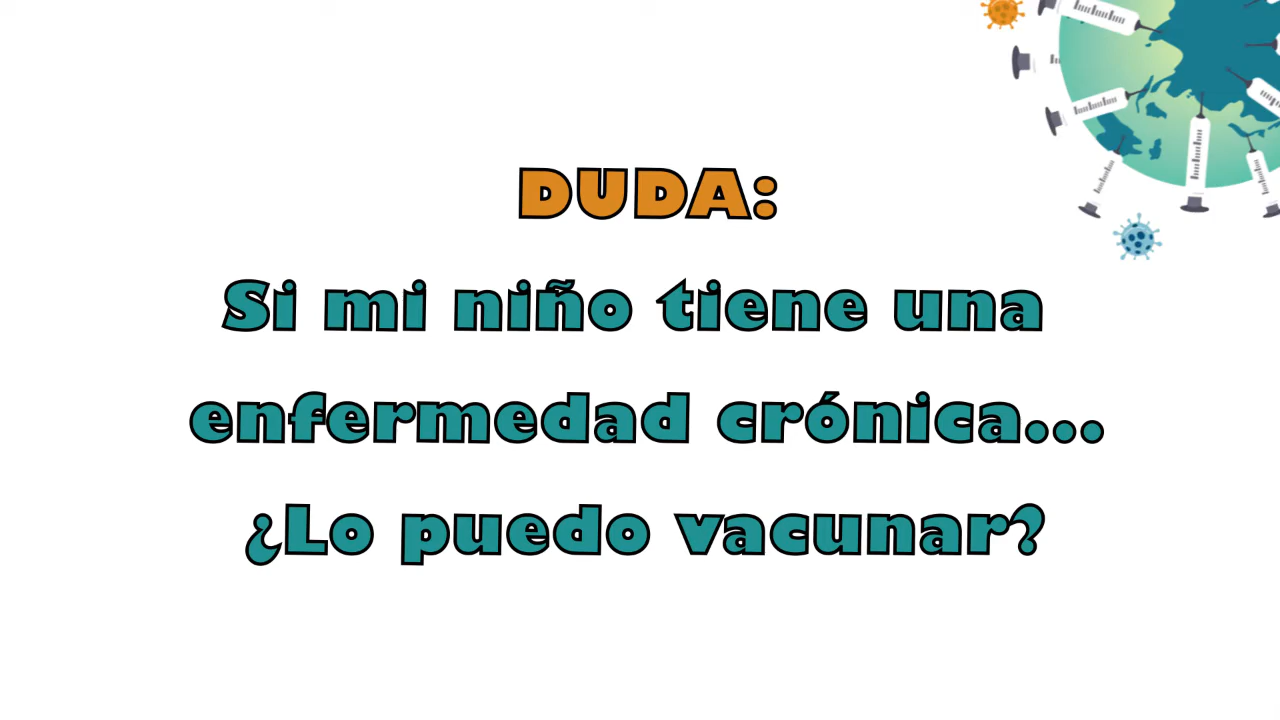 DUDA:
Si mi niño tiene una
enfermedad crónica...
¿Lo puedo vacunar?